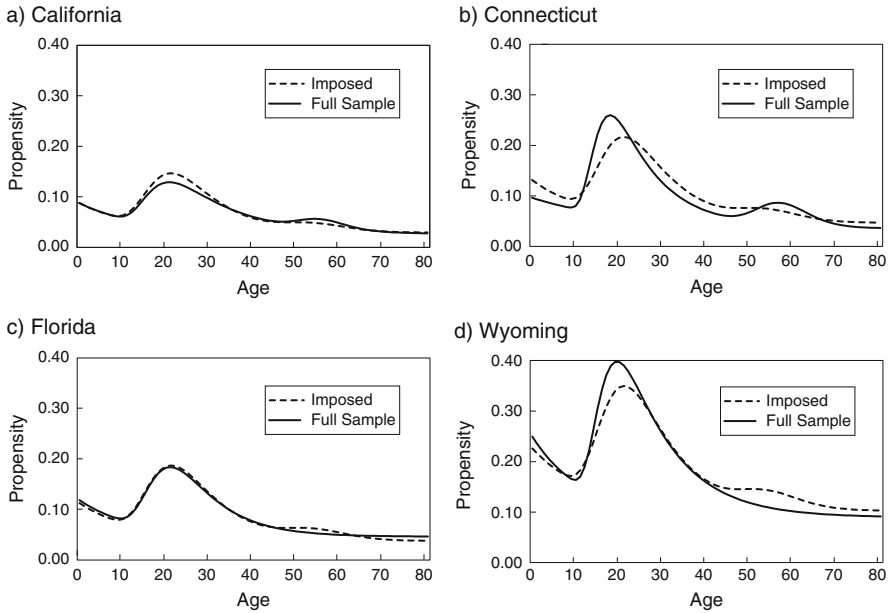 a) California
0.40
0.30
0.20
0.10
0.00
Propensity
Imposed
Full Sample
0 10 20 30 40 50 60 70 80
Age
b) Connecticut
0.40
0.30
0.20
0.10
0.00
Propensity
Imposed
Full Sample
0 10 20 30 40 50 60 70 80
Age
c) Florida
0.40
0.30
0.20
0.10
0.00
Propensity
Imposed
Full Sample
0 10 20 30 40 50 60 70 80
Age
d) Wyoming
0.40
0.30
0.20
0.10
0.00
Propensity
Imposed
Full Sample
0 10 20 30 40 50 60 70 80
Age